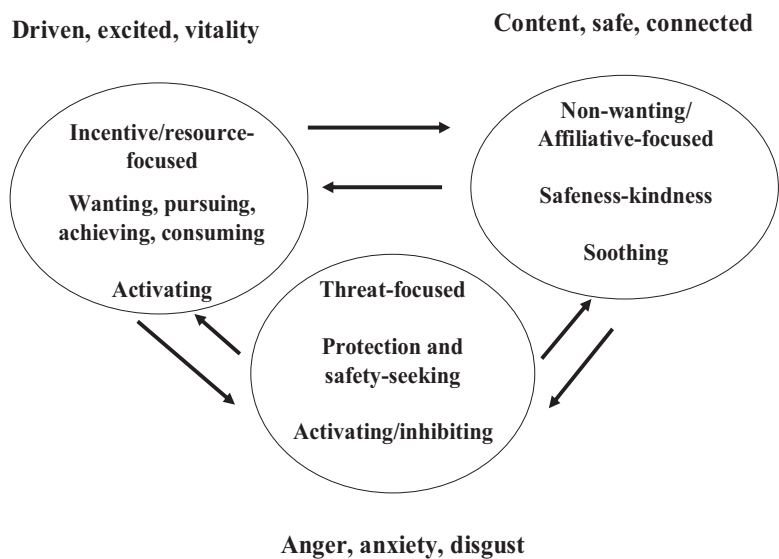 Driven, excited, vitality
Content, safe, connected
Incentive/resource-
focused
Wanting, pursuing,
achieving, consuming
Activating
Non-wanting/
Affiliative-focused
Safeness-kindness
Soothing
Threat-focused
Protection and
safety-seeking
Activating/inhibiting
Anger, anxiety, disgust